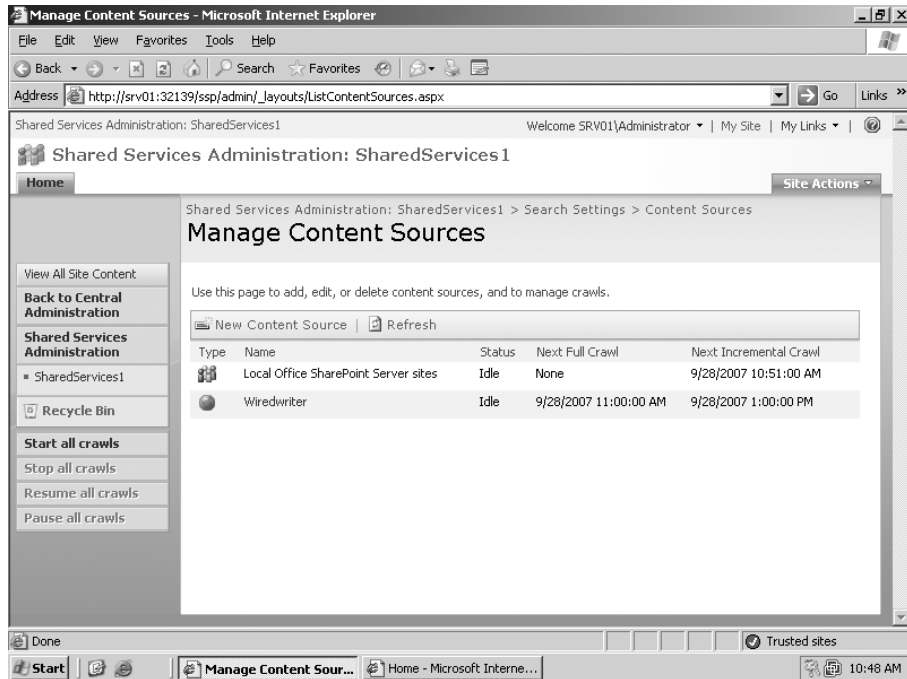 Manage Content Sources - Microsoft Internet Explorer
File Edit View Favorites Tools Help
Back Search Favorites
Address http://srv01:32139/ssp/admin/_layouts/ListContentSources.aspx Go Links »
Shared Services Administration: SharedServices1 Welcome SRV01\Administrator | My Site | My Links |
Shared Services Administration: SharedServices1
Home Site Actions
Shared Services Administration: SharedServices1 > Search Settings > Content Sources
Manage Content Sources
View All Site Content
Back to Central
Administration
Shared Services
Administration
SharedServices1
Recycle Bin
Start all crawls
Stop all crawls
Resume all crawls
Pause all crawls
Use this page to add, edit, or delete content sources, and to manage crawls.
New Content Source | Refresh
Type Name Status Next Full Crawl Next Incremental Crawl
Local Office SharePoint Server sites Idle None 9/28/2007 10:51:00 AM
Wiredwriter Idle 9/28/2007 11:00:00 AM 9/28/2007 1:00:00 PM
Done Trusted sites
Start Manage Content Sour... Home - Microsoft Interne... 10:48 AM